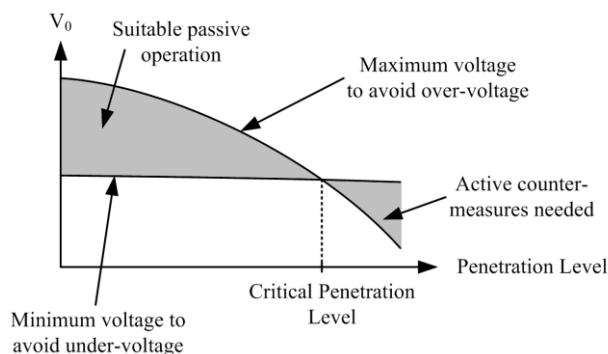 V0
Suitable passive
operation
Maximum voltage
to avoid over-voltage
Active counter-
measures needed
Penetration Level
Critical Penetration
Level
Minimum voltage to
avoid under-voltage